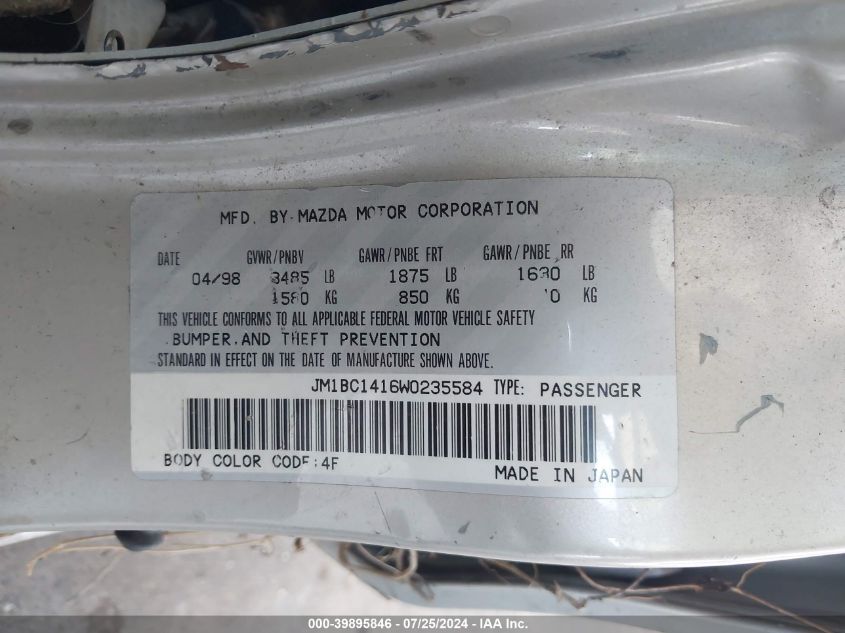 MFD. BY MAZDA MOTOR CORPORATION
DATE GVWR/PNBV GAWR/PNBE FRT GAWR/PNBE RR
04/98 3485 LB 1875 LB 1630 LB
1580 KG 850 KG KG
THIS VEHICLE CONFORMS TO ALL APPLICABLE FEDERAL MOTOR VEHICLE SAFETY
BUMPER, AND THEFT PREVENTION
STANDARD IN EFFECT ON THE DATE OF MANUFACTURE SHOWN ABOVE.
JM1BC1416W0235584 TYPE: PASSENGER
BODY COLOR CODE:4F
MADE IN JAPAN
000-39895846 - 07/25/2024 - IAA Inc.